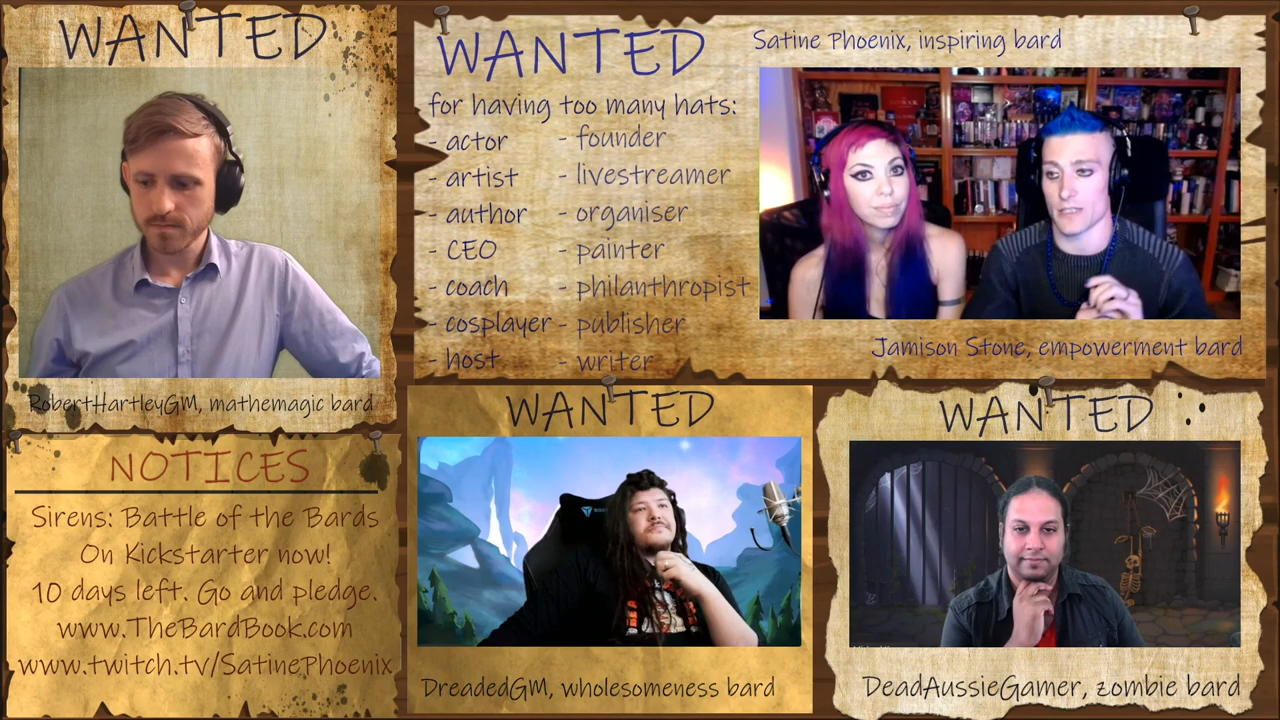 WANTED
RobertHartleyGM, mathemagic bard
WANTED
for having too many hats:
- actor
- artist
- author
- CEO
- coach
- cosplayer
- host
- founder
- livestreamer
- organiser
- painter
- philanthropist
- publisher
- writer
Satine Phoenix, inspiring bard
Jamison Stone, empowerment bard
NOTICES
Sirens: Battle of the Bards
On Kickstarter now!
10 days left. Go and pledge.
www.TheBardBook.com
www.twitch.tv/SatinePhoenix
WANTED
DreadedGM, wholesomeness bard
WANTED
DeadAussieGamer, zombie bard